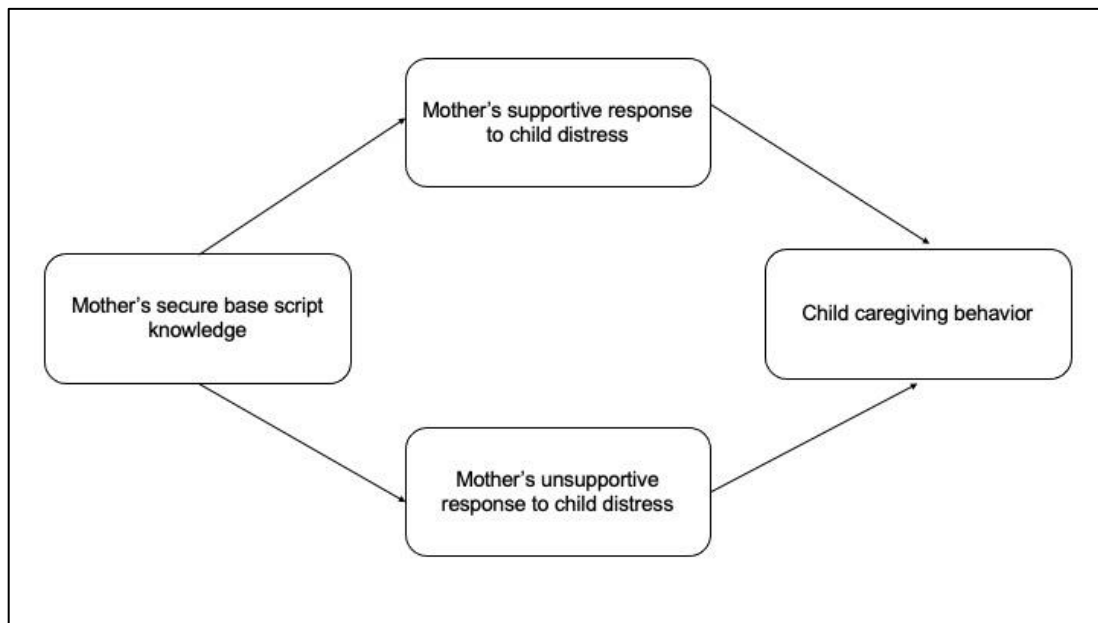 Mother’s supportive response
to child distress
Mother’s secure base script
knowledge
Child caregiving behavior
Mother’s unsupportive
response to child distress